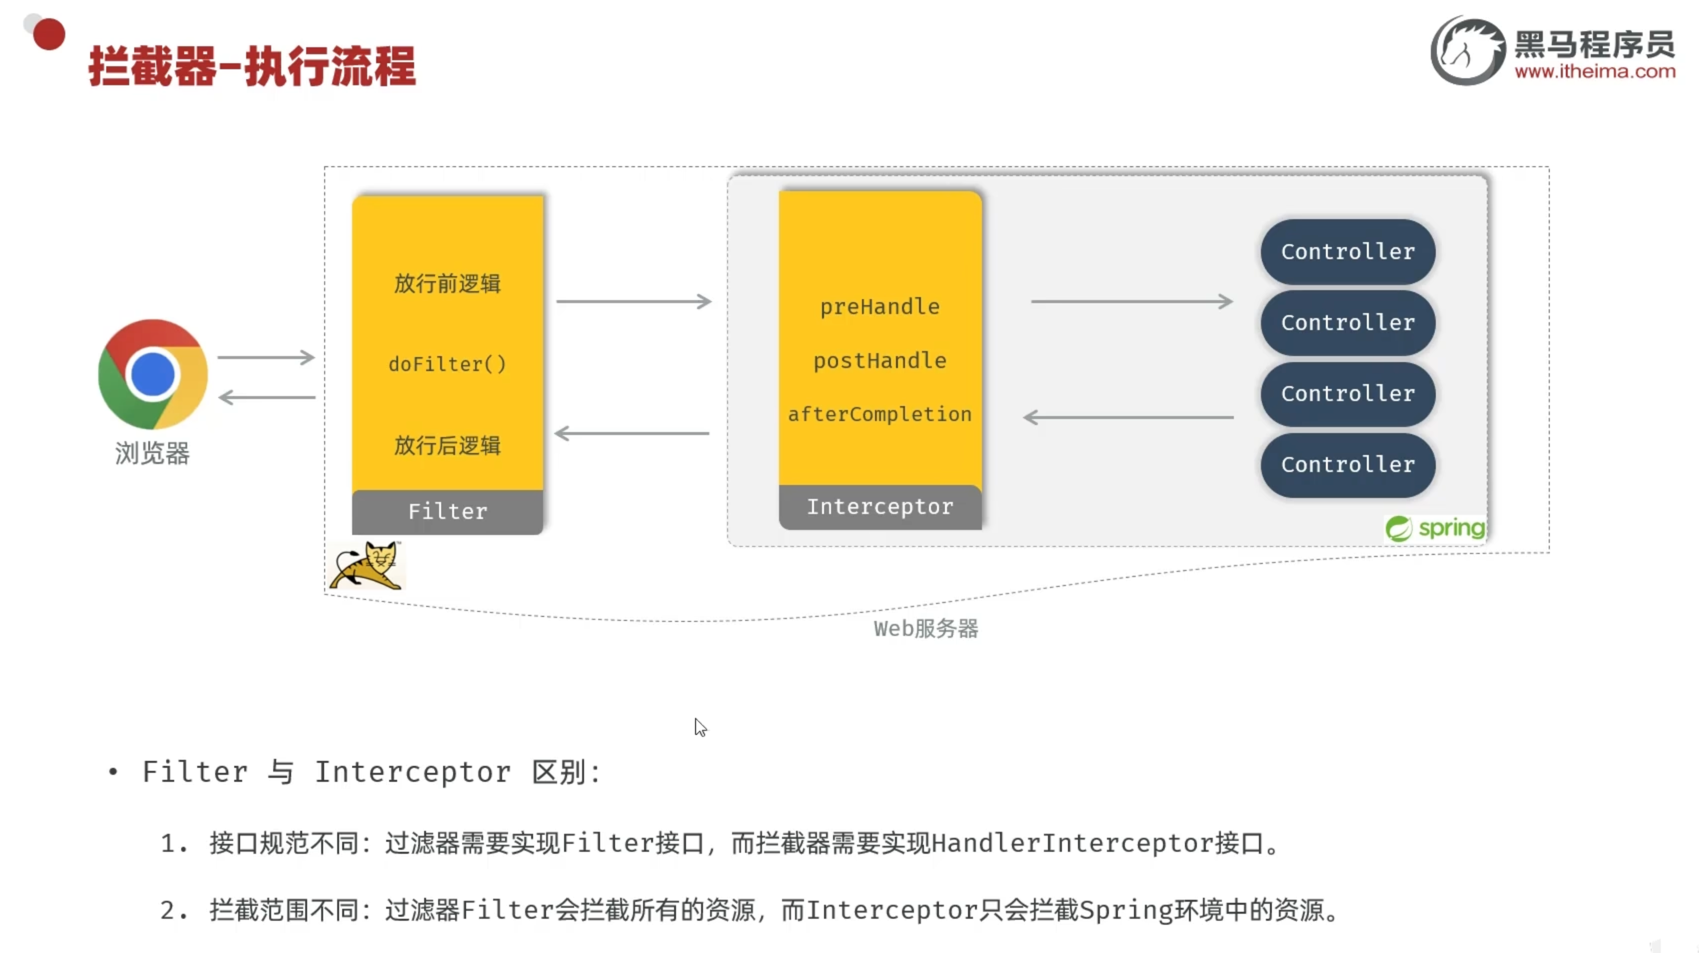 拦截器-执行流程
黑马程序员
www.itheima.com
放行前逻辑
doFilter()
放行后逻辑
Filter
preHandle
postHandle
afterCompletion
Interceptor
Controller
Controller
Controller
Controller
spring
浏览器
Web服务器
• Filter 与 Interceptor 区别：
1. 接口规范不同：过滤器需要实现Filter接口，而拦截器需要实现HandlerInterceptor接口。
2. 拦截范围不同：过滤器Filter会拦截所有的资源，而Interceptor只会拦截Spring环境中的资源。